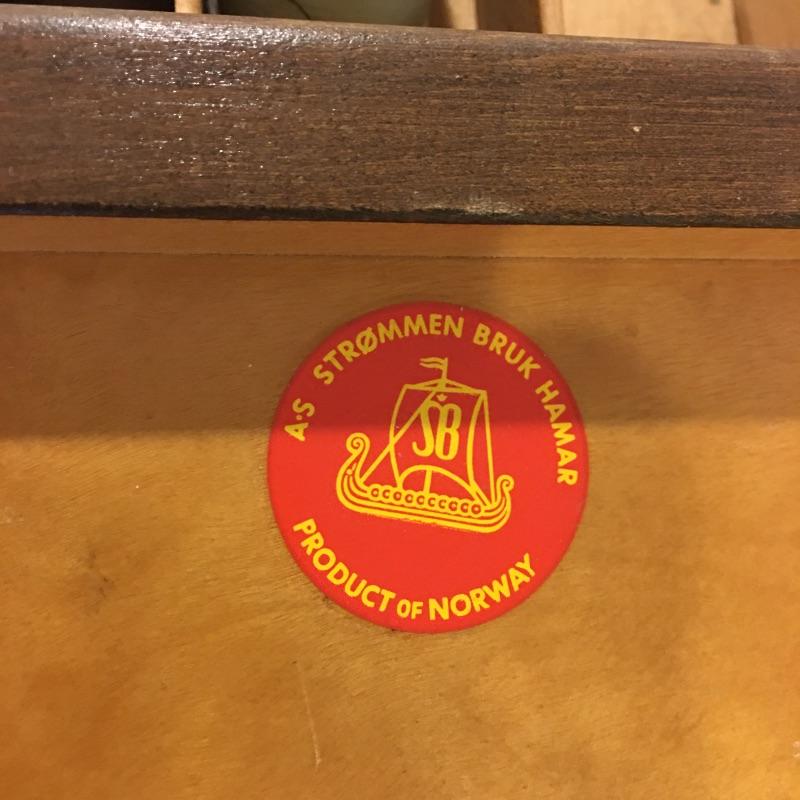 A·S STRØMMEN BRUK HAMAR
SB
PRODUCT OF NORWAY